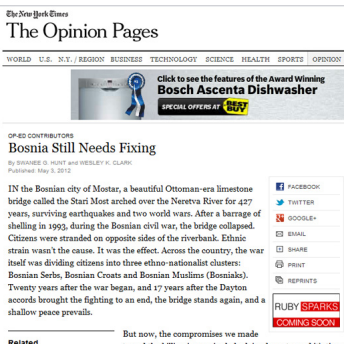 The New York Times
The Opinion Pages
WORLD U.S. N.Y. / REGION BUSINESS TECHNOLOGY SCIENCE HEALTH SPORTS OPINION
Click to see the features of the Award Winning
Bosch Ascenta Dishwasher
SPECIAL OFFERS AT BEST BUY
OP-ED CONTRIBUTORS
Bosnia Still Needs Fixing
By SWANEE G. HUNT and WESLEY K. CLARK
Published: May 3, 2012
IN the Bosnian city of Mostar, a beautiful Ottoman-era limestone
bridge called the Stari Most arched over the Neretva River for 427
years, surviving earthquakes and two world wars. After a barrage of
shelling in 1993, during the Bosnian civil war, the bridge collapsed.
Citizens were stranded on opposite sides of the riverbank. Ethnic
strain wasn't the cause. It was the effect. Across the country, the war
itself was dividing citizens into three ethno-nationalist clusters:
Bosnian Serbs, Bosnian Croats and Bosnian Muslims (Bosniaks).
Twenty years after the war began, and 17 years after the Dayton
accords brought the fighting to an end, the bridge stands again, and a
shallow peace prevails.
FACEBOOK
TWITTER
GOOGLE+
EMAIL
SHARE
PRINT
REPRINTS
RUBY SPARKS
COMING SOON
But now, the compromises we made
Related